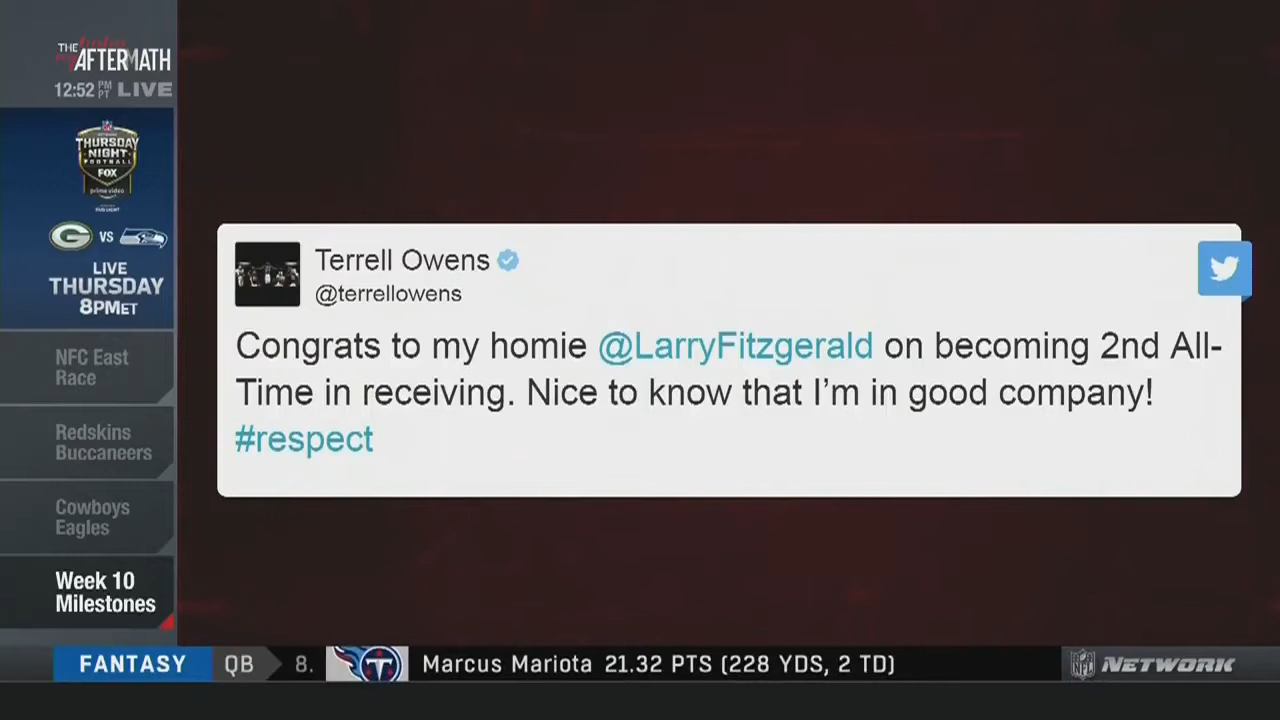 THE
AFTERMATH
12:52 PM PT LIVE
THURSDAY
NIGHT
FOOTBALL
FOX
prime video
G VS
LIVE
THURSDAY
8PM ET
NFC East
Race
Redskins
Buccaneers
Cowboys
Eagles
Week 10
Milestones
Terrell Owens
@terrellowens
Congrats to my homie @LarryFitzgerald on becoming 2nd All-
Time in receiving. Nice to know that I’m in good company!
#respect
FANTASY QB 8. T Marcus Mariota 21.32 PTS (228 YDS, 2 TD) NFL NETWORK